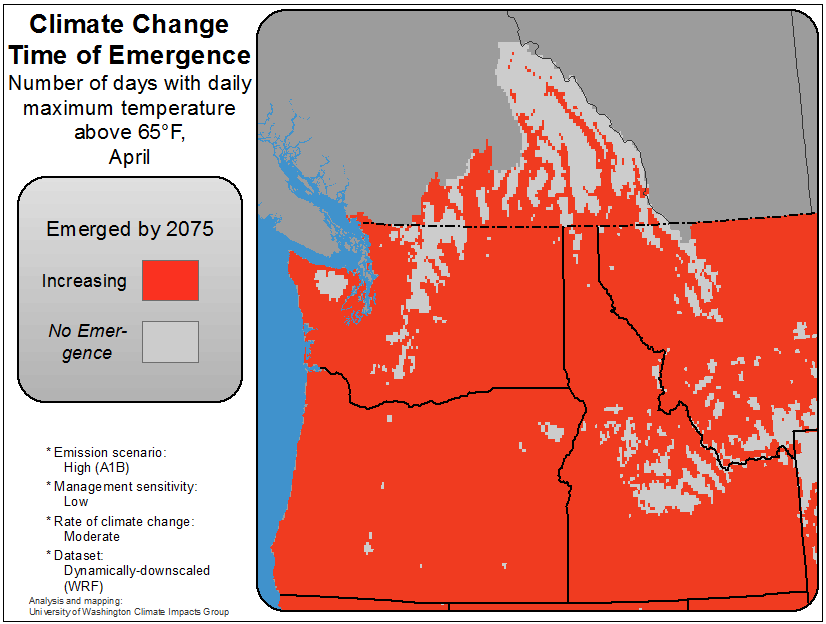 Climate Change
Time of Emergence
Number of days with daily
maximum temperature
above 65°F,
April
Emerged by 2075
Increasing
No Emer-
gence
* Emission scenario:
High (A1B)
* Management sensitivity:
Low
* Rate of climate change:
Moderate
* Dataset:
Dynamically-downscaled
(WRF)
Analysis and mapping:
University of Washington Climate Impacts Group